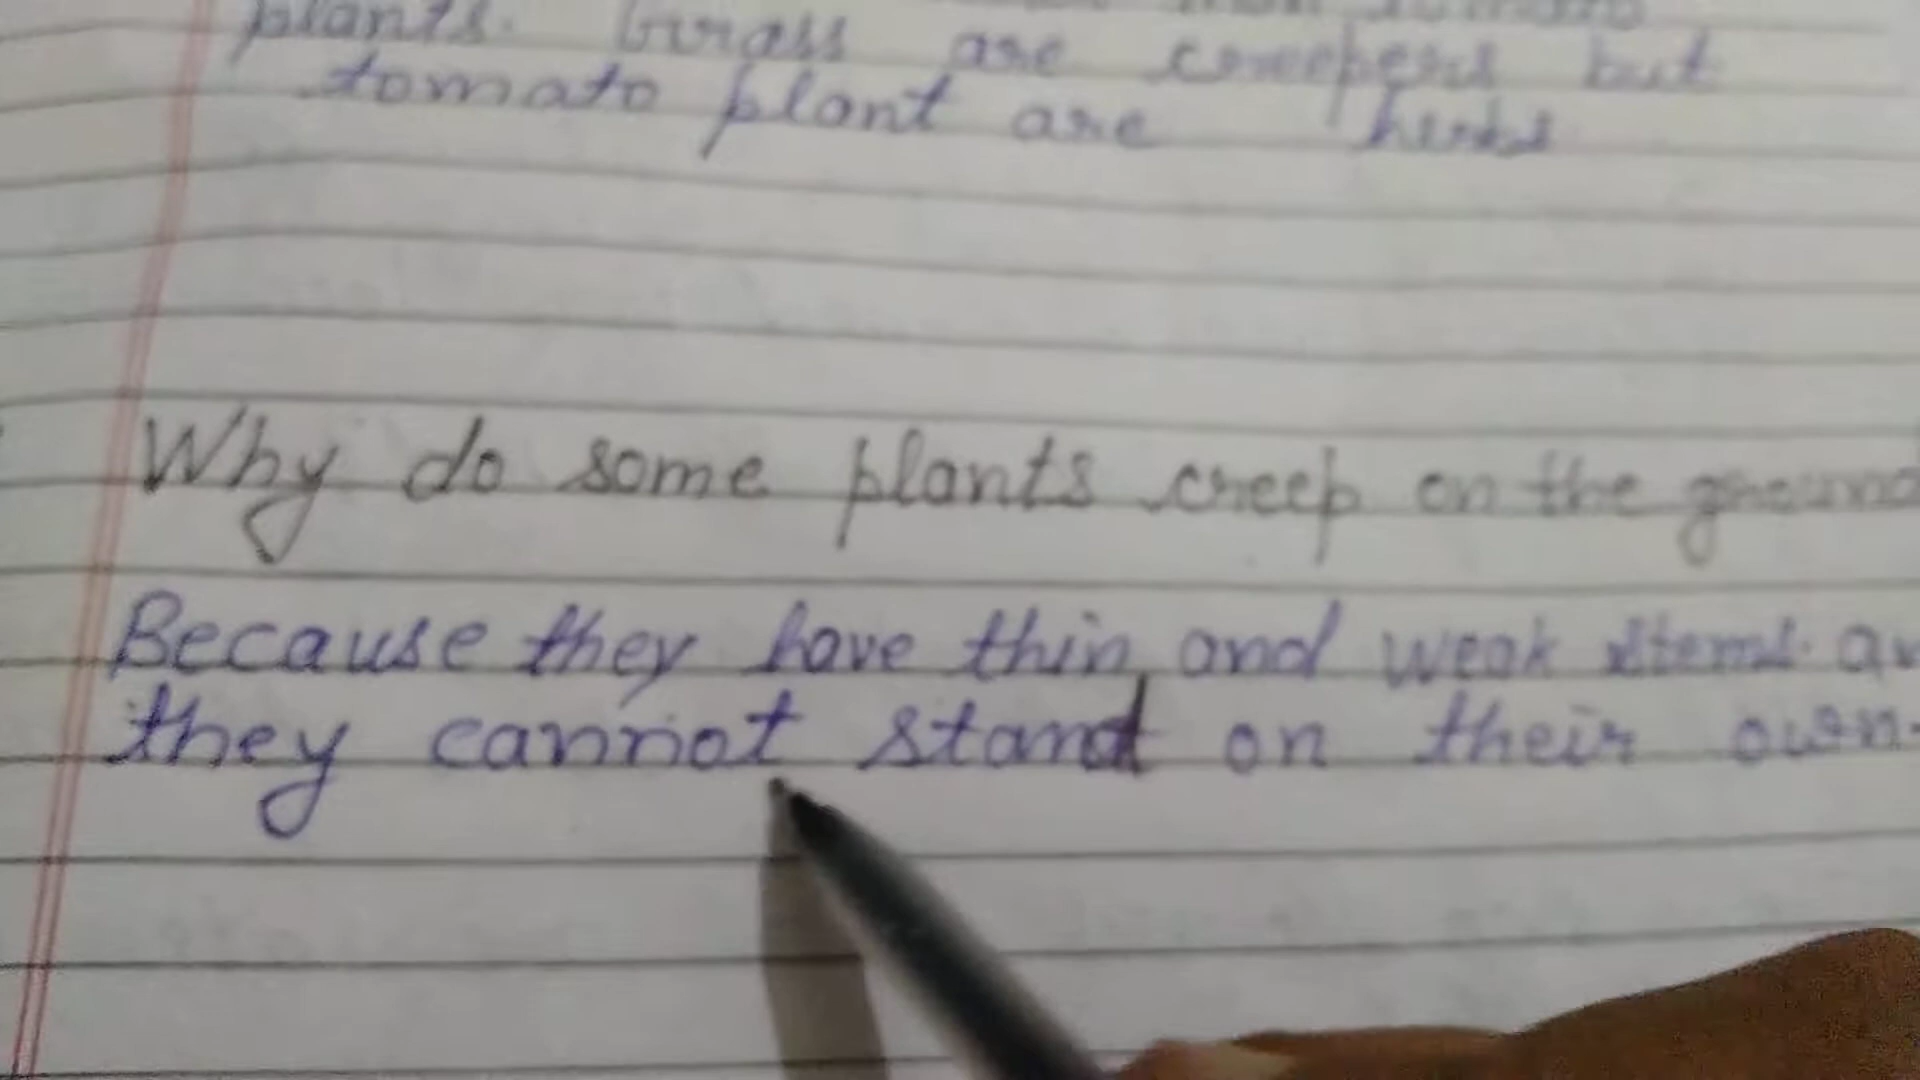 plants. Grass are creepers but
tomato plant are herbs
Why do some plants creep on the ground
Because they have thin and weak stems.
they cannot stand on their own.